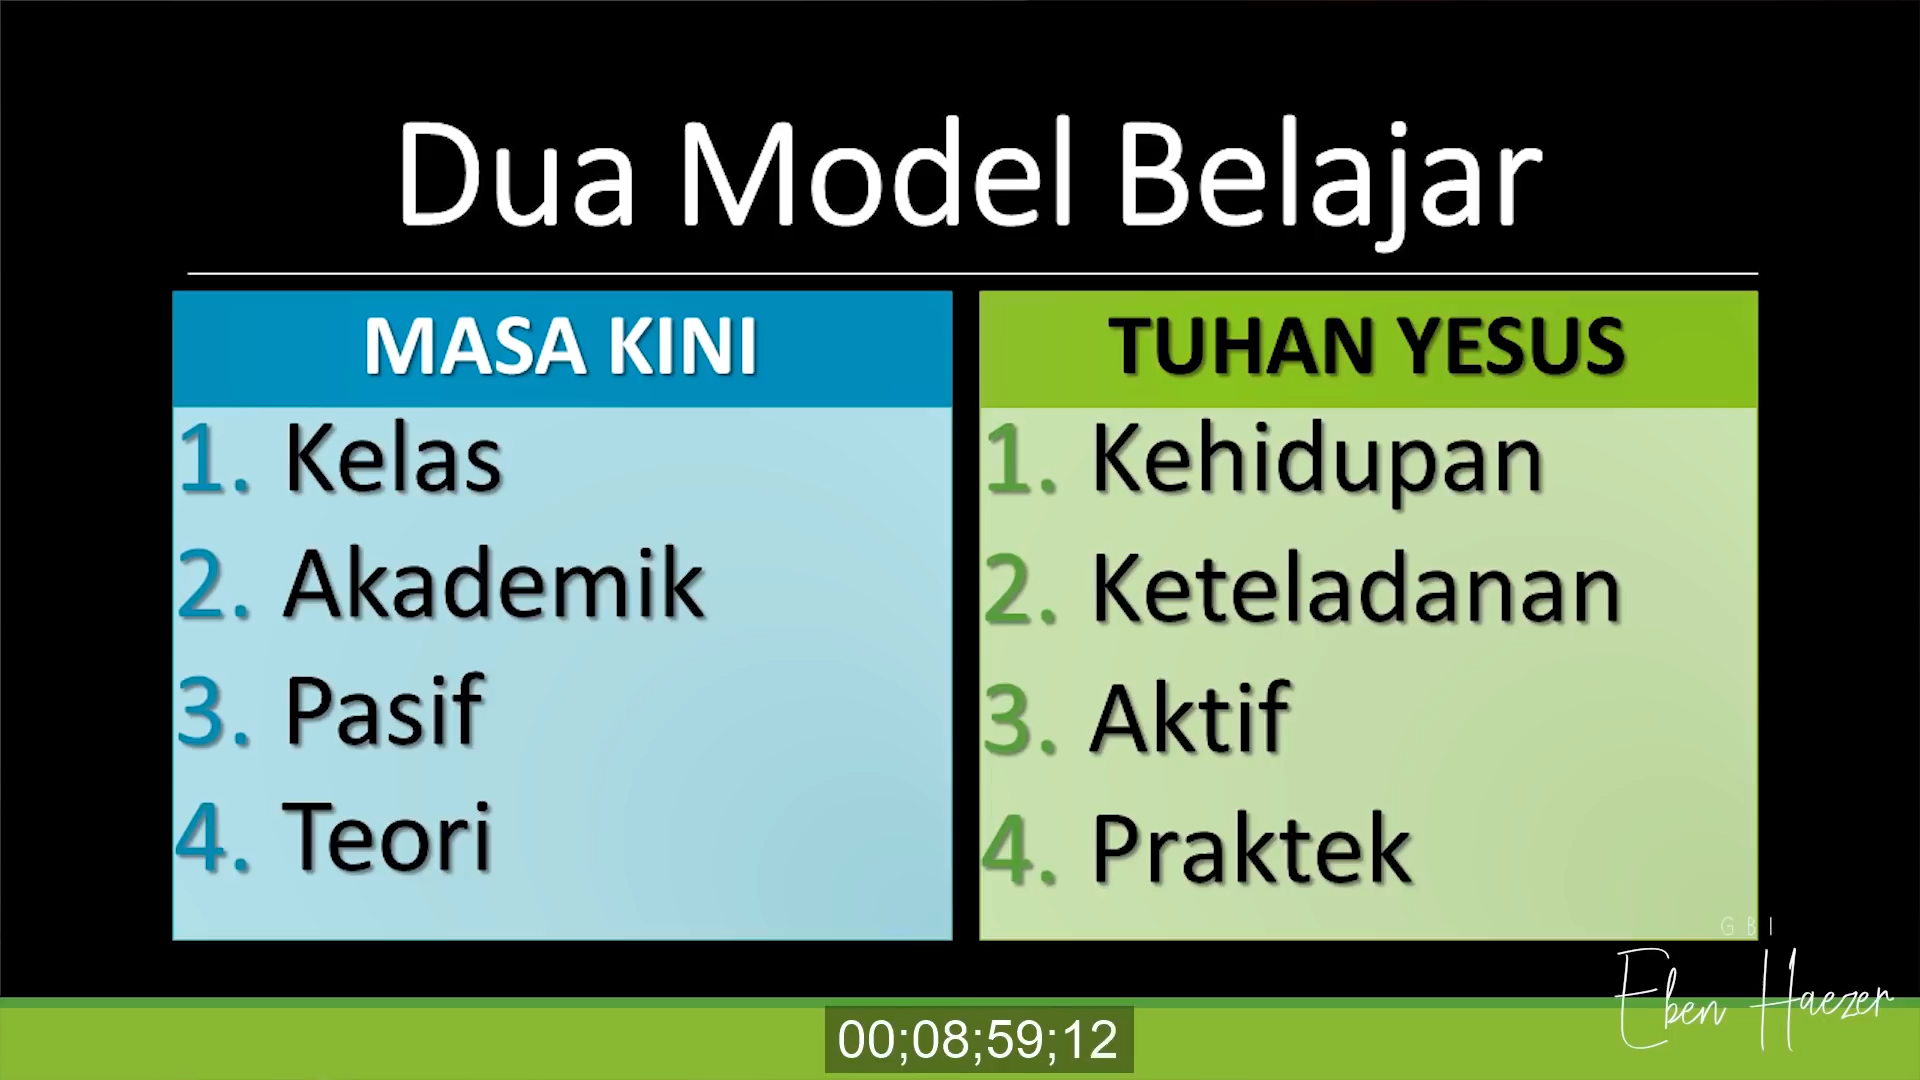 Dua Model Belajar
MASA KINI
1. Kelas
2. Akademik
3. Pasif
4. Teori
TUHAN YESUS
1. Kehidupan
2. Keteladanan
3. Aktif
4. Praktek
GBI
Eben Haezer
00;08;59;12